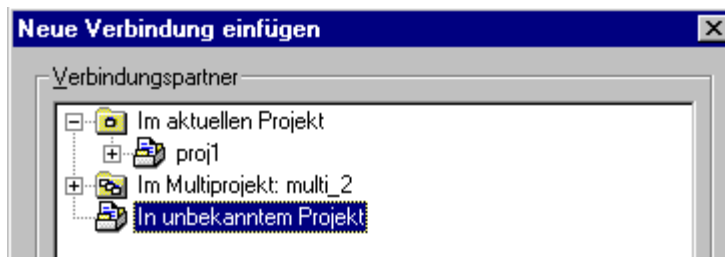 Neue Verbindung einfügen
Verbindungspartner
Im aktuellen Projekt
proj1
Im Multiprojekt: multi_2
In unbekanntem Projekt